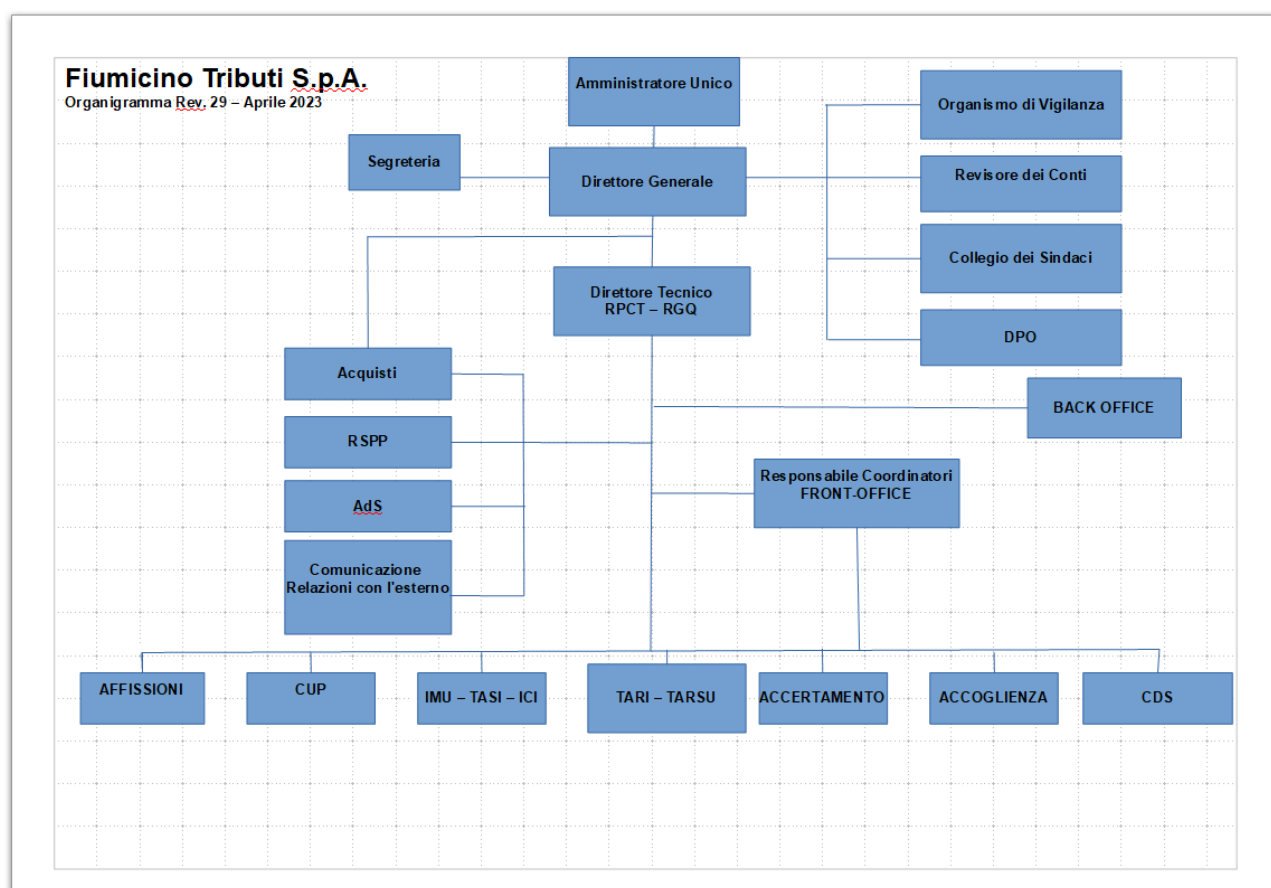 Fiumicino Tributi S.p.A.
Organigramma Rev. 29 – Aprile 2023
Amministratore Unico
Organismo di Vigilanza
Segreteria
Direttore Generale
Revisore dei Conti
Collegio dei Sindaci
Direttore Tecnico
RPCT – RGQ
DPO
Acquisti
BACK OFFICE
RSPP
Responsabile Coordinatori
FRONT-OFFICE
AdS
Comunicazione
Relazioni con l'esterno
AFFISSIONI
CUP
IMU – TASI – ICI
TARI – TARSU
ACCERTAMENTO
ACCOGLIENZA
CDS